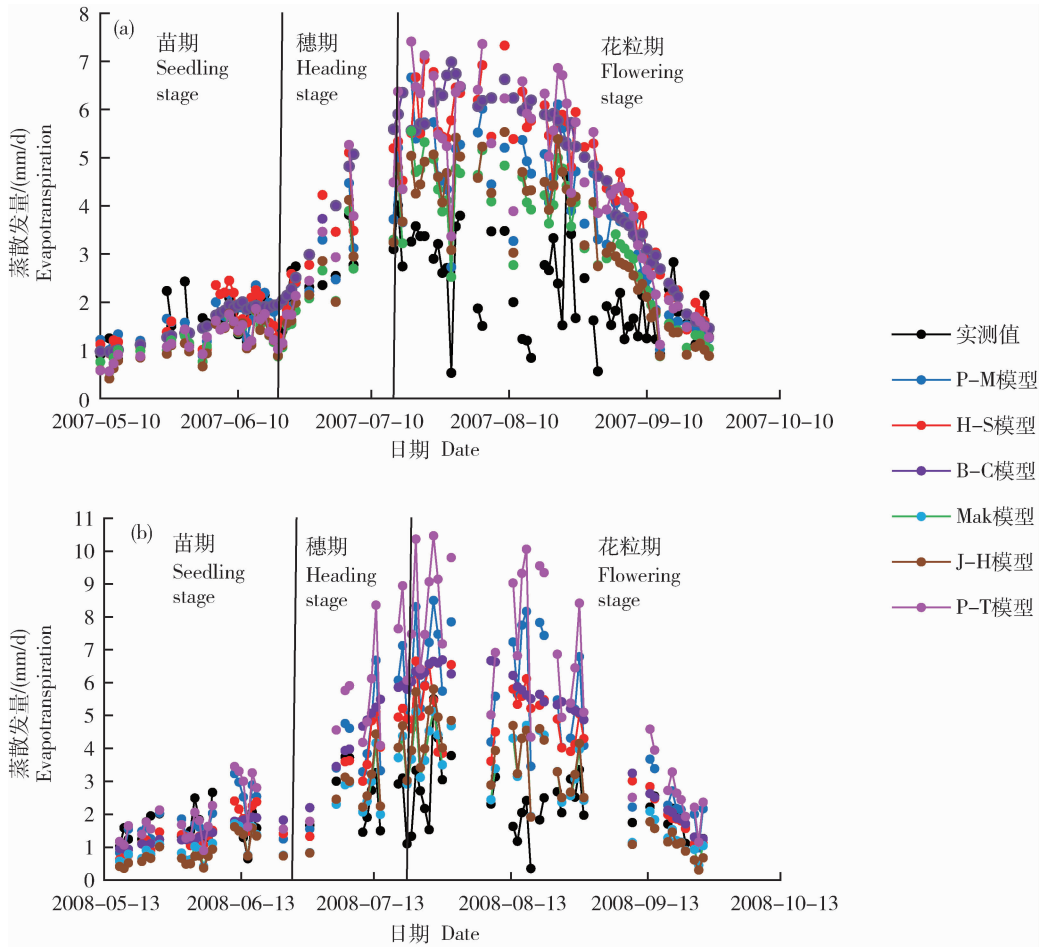 (a)
苗期
Seedling
stage
穗期
Heading
stage
花粒期
Flowering
stage
蒸散发量/(mm/d)
Evapotranspiration
8
7
6
5
4
3
2
1
0
2007-05-10
2007-06-10
2007-07-10
2007-08-10
2007-09-10
2007-10-10
日期 Date
实测值
P-M模型
H-S模型
B-C模型
Mak模型
J-H模型
P-T模型
(b)
苗期
Seedling
stage
穗期
Heading
stage
花粒期
Flowering
stage
蒸散发量/(mm/d)
Evapotranspiration
11
10
9
8
7
6
5
4
3
2
1
0
2008-05-13
2008-06-13
2008-07-13
2008-08-13
2008-09-13
2008-10-13
日期 Date